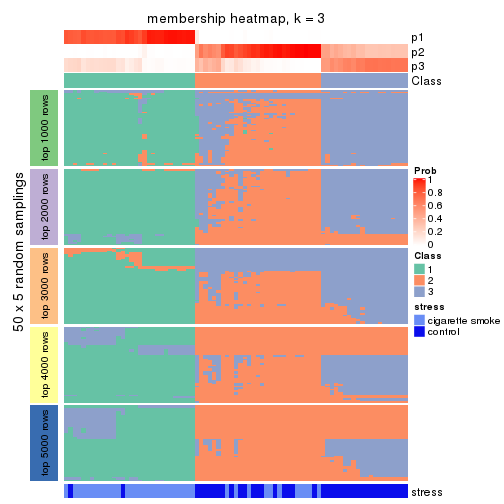 membership heatmap, k = 3
p1
p2
p3
Class
50 x 5 random samplings
top 1000 rows
top 2000 rows
top 3000 rows
top 4000 rows
top 5000 rows
Prob
1
0.8
0.6
0.4
0.2
0
Class
1
2
3
stress
cigarette smoke
control
stress